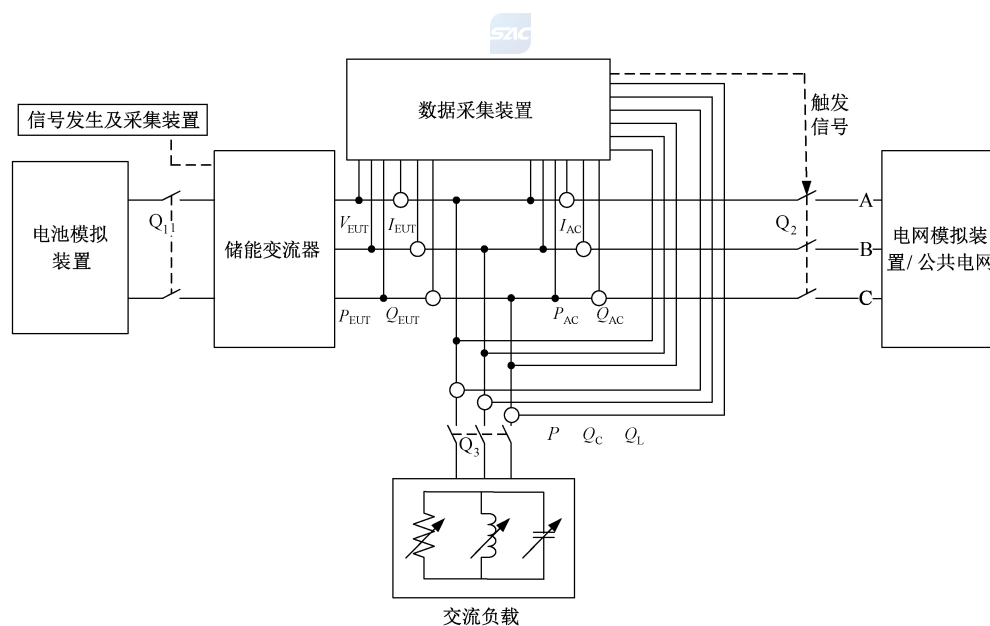 SAC
数据采集装置
触发
信号
信号发生及采集装置
电池模拟
装置
Q11
储能变流器
VEUT
IEUT
IAC
Q2
A
B
C
电网模拟装
置/公共电网
PEUT
QEUT
PAC
QAC
Q3
P QC QL
交流负载